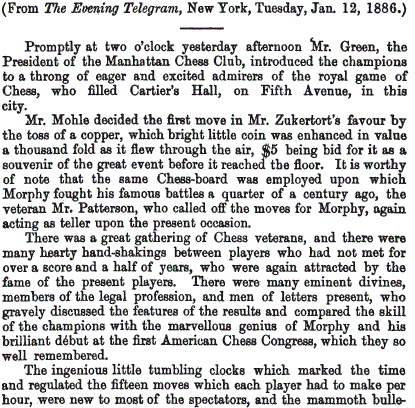 (From The Evening Telegram, New York, Tuesday, Jan. 12, 1886.)
Promptly at two o'clock yesterday afternoon Mr. Green, the
President of the Manhattan Chess Club, introduced the champions
to a throng of eager and excited admirers of the royal game of
Chess, who filled Cartier's Hall, on Fifth Avenue, in this
city.
Mr. Mohle decided the first move in Mr. Zukertort's favour by
the toss of a copper, which bright little coin was enhanced in value
a thousand fold as it flew through the air, $5 being bid for it as a
souvenir of the great event before it reached the floor. It is worthy
of note that the same Chess-board was employed upon which
Morphy fought his famous battles a quarter of a century ago, the
veteran Mr. Patterson, who called off the moves for Morphy, again
acting as teller upon the present occasion.
There was a great gathering of Chess veterans, and there were
many hearty hand-shakings between players who had not met for
over a score and a half of years, who were again attracted by the
fame of the present players. There were many eminent divines,
members of the legal profession, and men of letters present, who
gravely discussed the features of the results and compared the skill
of the champions with the marvellous genius of Morphy and his
brilliant début at the first American Chess Congress, which they so
well remembered.
The ingenious little tumbling clocks which marked the time
and regulated the fifteen moves which each player had to make per
hour, were new to most of the spectators, and the mammoth bulle-